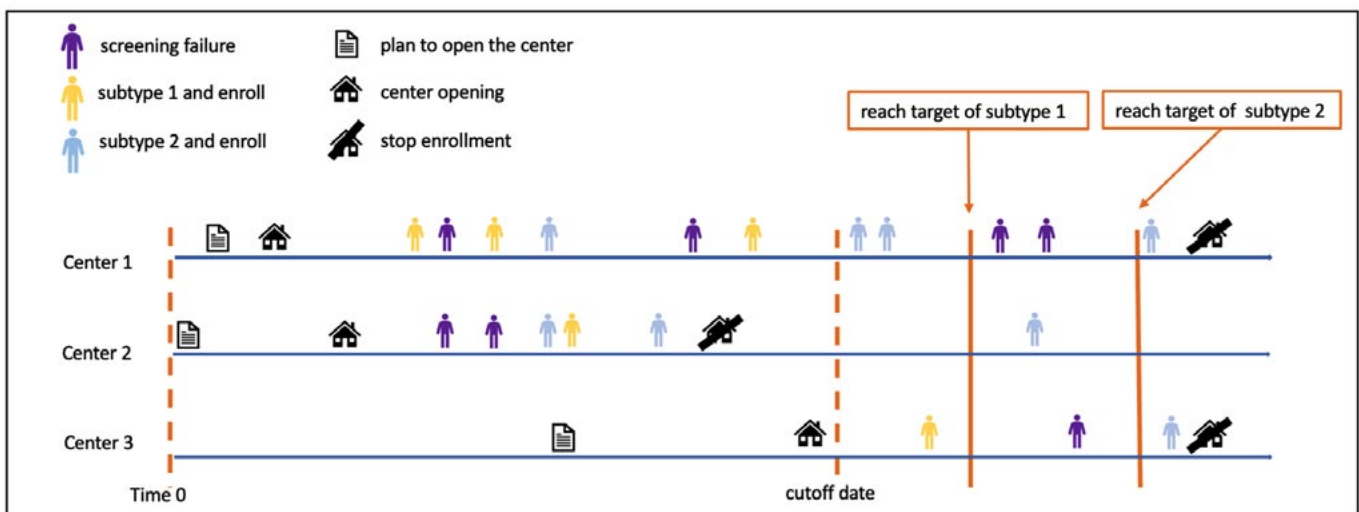 screening failure
plan to open the center
subtype 1 and enroll
center opening
reach target of subtype 1
reach target of subtype 2
subtype 2 and enroll
stop enrollment
Center 1
Center 2
Center 3
Time 0
cutoff date